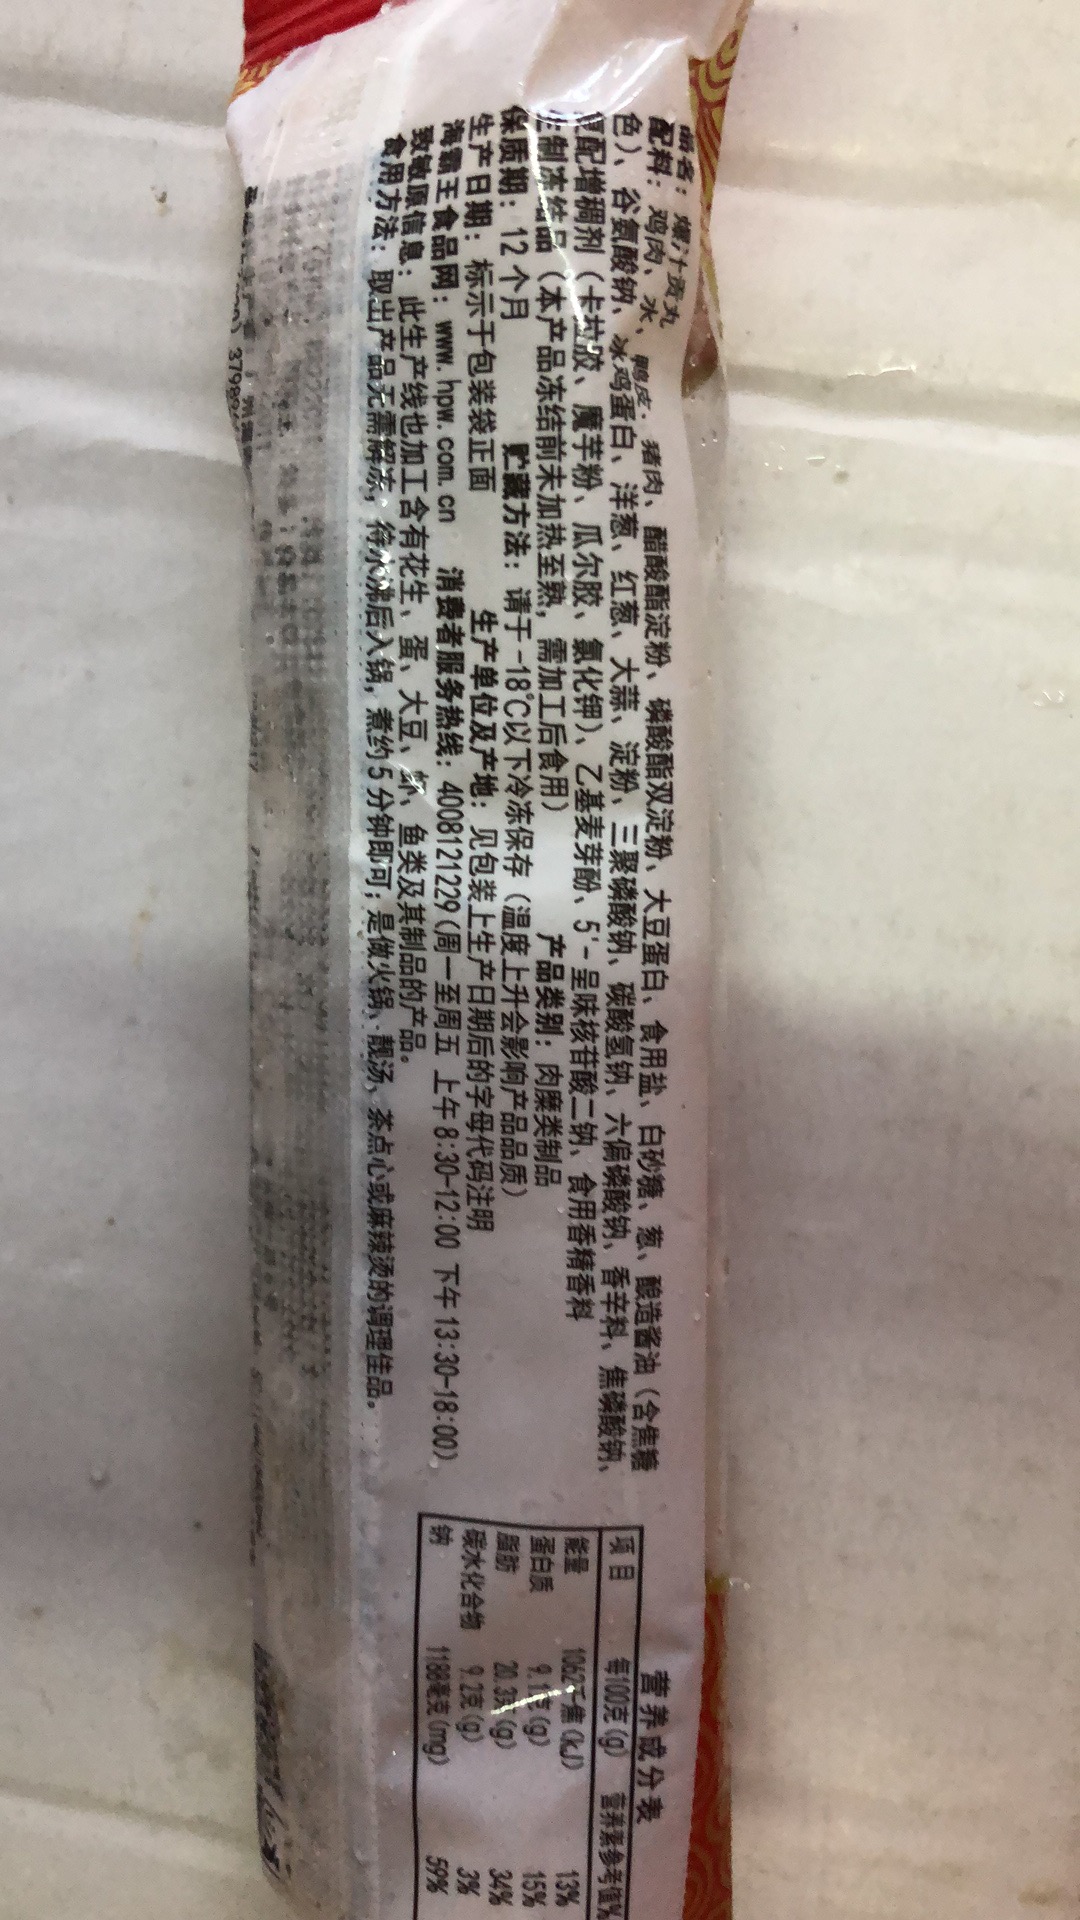 品名：爆汁贡丸
配料：鸡肉、水、鸭皮、猪肉、醋酸酯淀粉、磷酸酯双淀粉、大豆蛋白、食用盐、白砂糖、葱、酿造酱油（含焦糖
色）、谷氨酸钠、冰鸡蛋白、洋葱、红葱、大蒜、淀粉、三聚磷酸钠、碳酸氢钠、六偏磷酸钠、香辛料、焦磷酸钠、
复配增稠剂（卡拉胶、魔芋粉、瓜尔胶、氯化钾）、乙基麦芽酚、5'-呈味核苷酸二钠、食用香精香料
生制冻结品（本产品冻结前未加热至熟，需加工后食用） 产品类别：肉糜类制品
保质期：12个月 贮藏方法：请于-18℃以下冷冻保存（温度上升会影响产品品质）
生产日期：标示于包装袋正面 生产单位及产地：见包装上生产日期后的字母代码注明
海霸王食品网：www.hpw.com.cn 消费者服务热线：4008121229（周一至周五 上午8:30-12:00 下午13:30-18:00）
致敏原信息：此生产线也加工含有花生、蛋、大豆、虾、鱼类及其制品的产品。
食用方法：取出产品无需解冻，待水沸后入锅，煮约5分钟即可；是做火锅、靓汤、茶点心或麻辣烫的调理佳品。
营养成分表
项目 每100克(g) 营养素参考值%
能量 1062千焦(kJ) 13%
蛋白质 9.1克(g) 15%
脂肪 20.3克(g) 34%
碳水化合物 9.2克(g) 3%
钠 1188毫克(mg) 59%